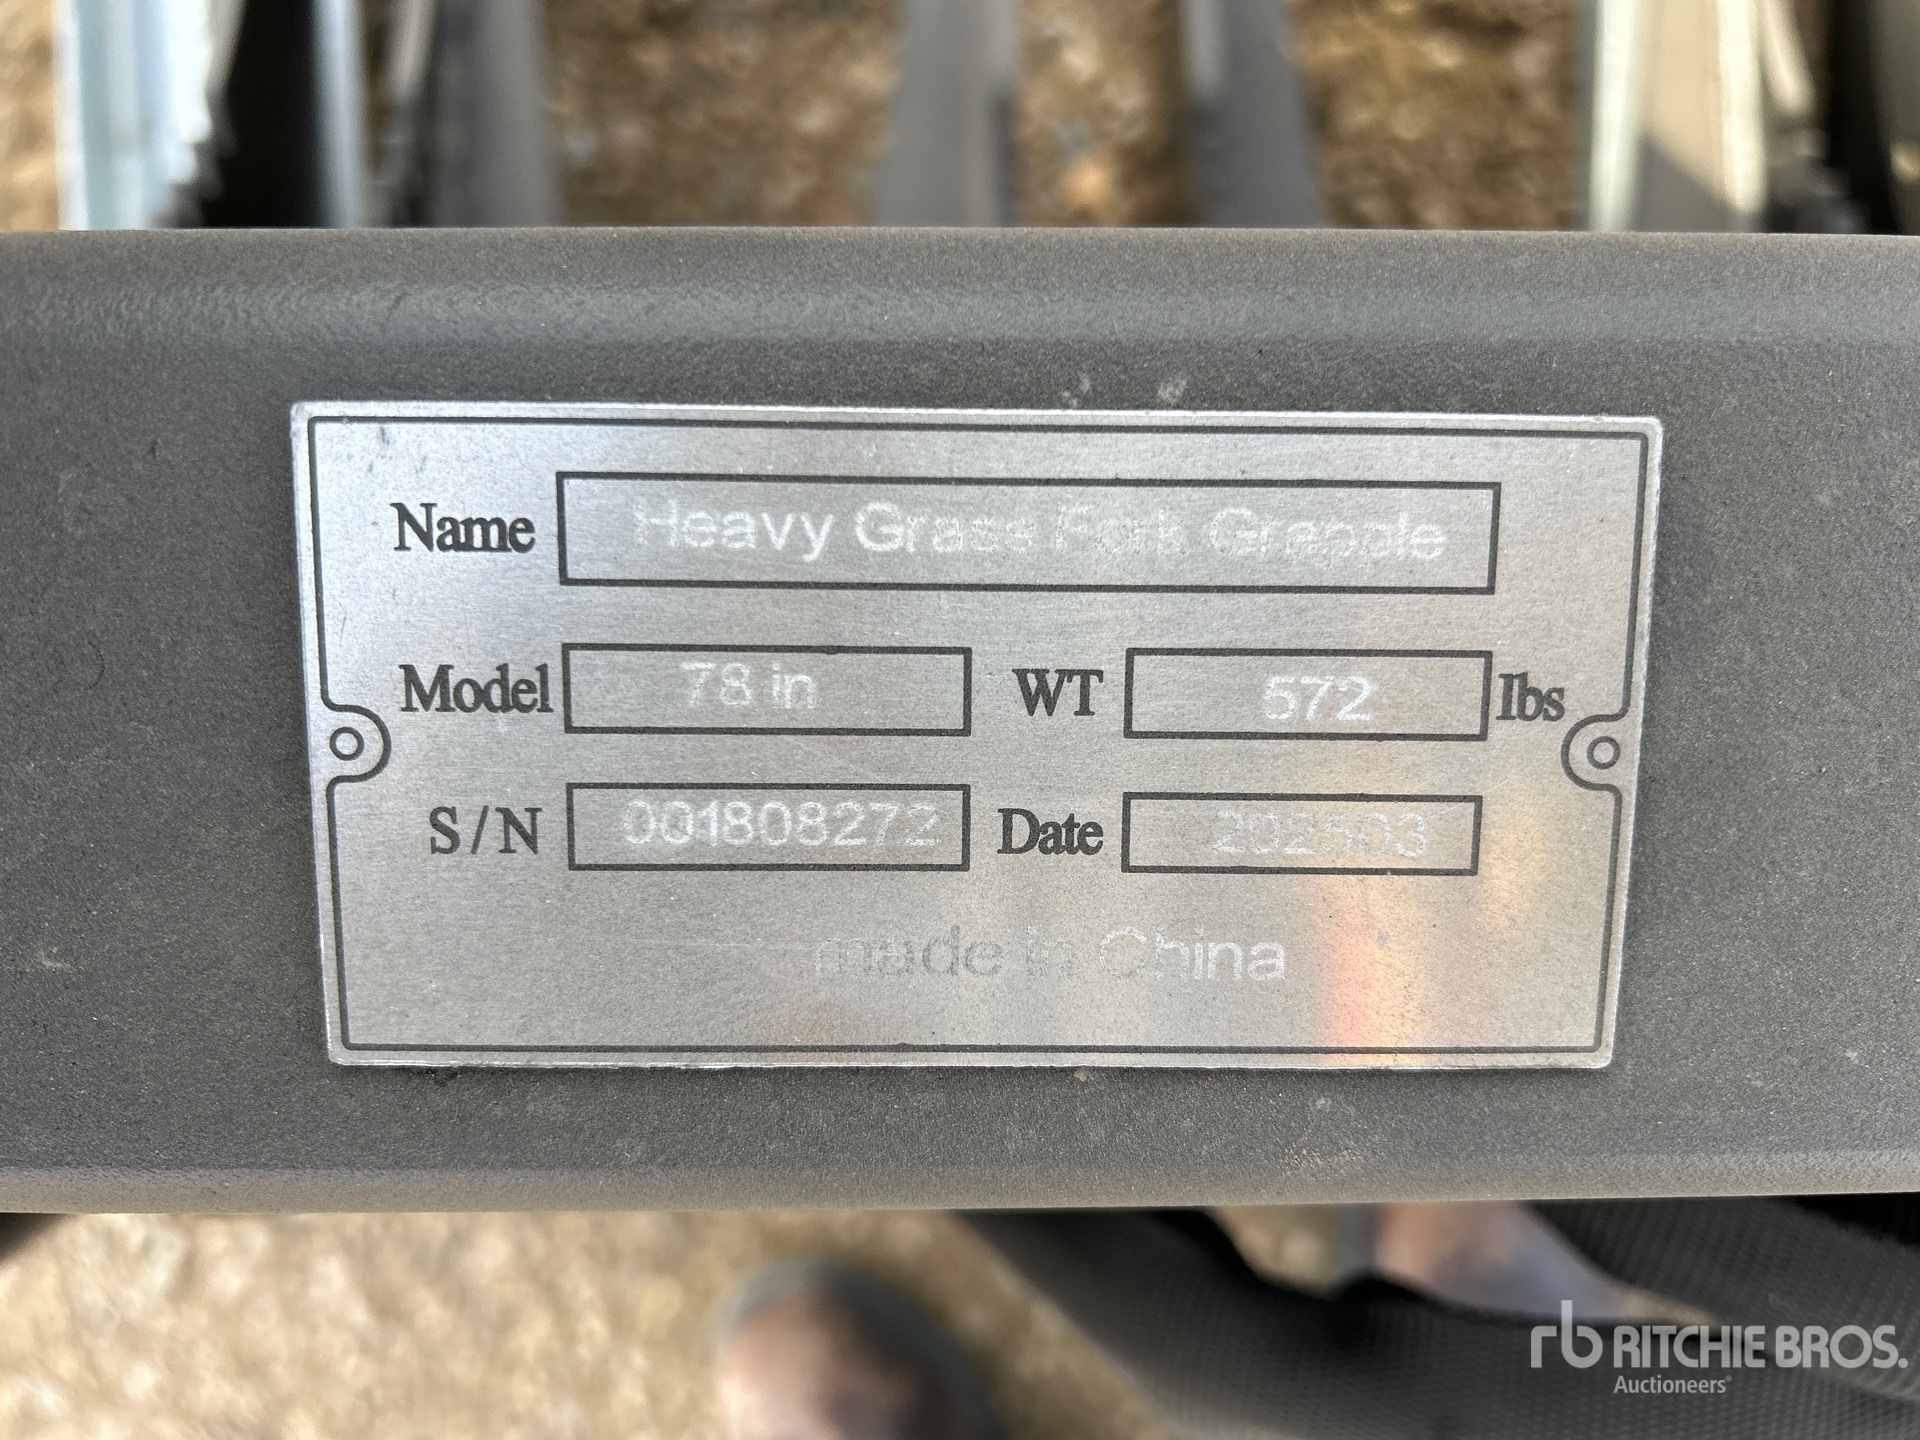 Name Heavy Grass Fork Grapple
Model 78 in WT 572 lbs
S/N 001808272 Date 202503
made in China
rb RITCHIE BROS.
Auctioneers